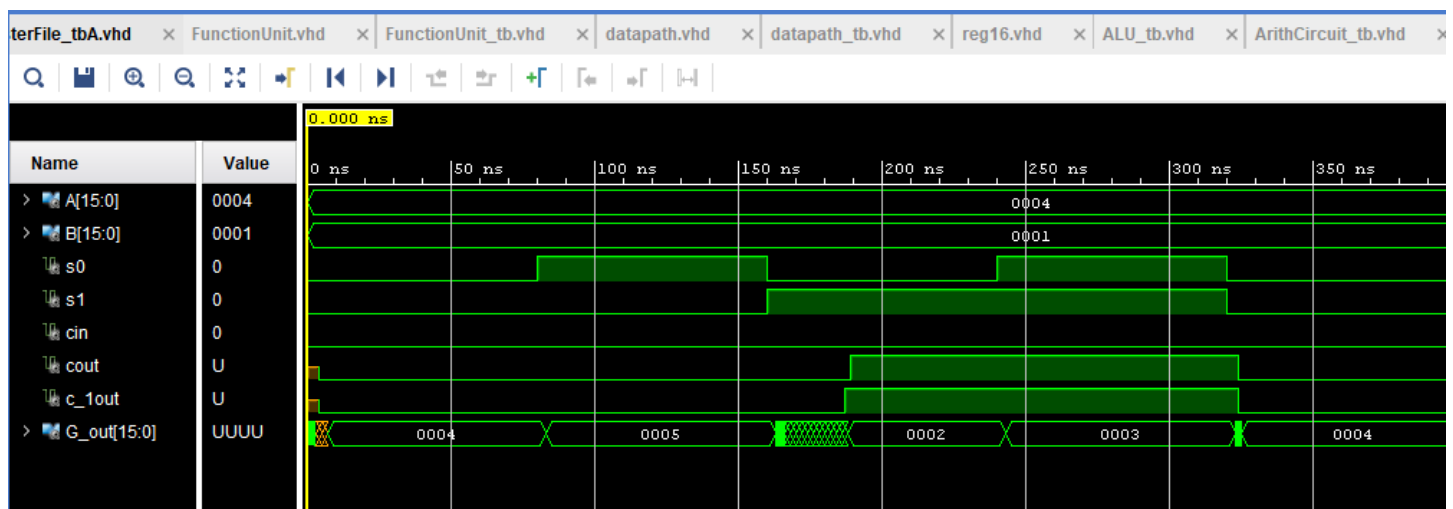 terFile_tbA.vhd × FunctionUnit.vhd × FunctionUnit_tb.vhd × datapath.vhd × datapath_tb.vhd × reg16.vhd × ALU_tb.vhd × ArithCircuit_tb.vhd ×
0.000 ns
Name Value 0 ns 50 ns 100 ns 150 ns 200 ns 250 ns 300 ns 350 ns
A[15:0] 0004 0004
B[15:0] 0001 0001
s0 0
s1 0
cin 0
cout U
c_1out U
G_out[15:0] UUUU 0004 0005 0002 0003 0004